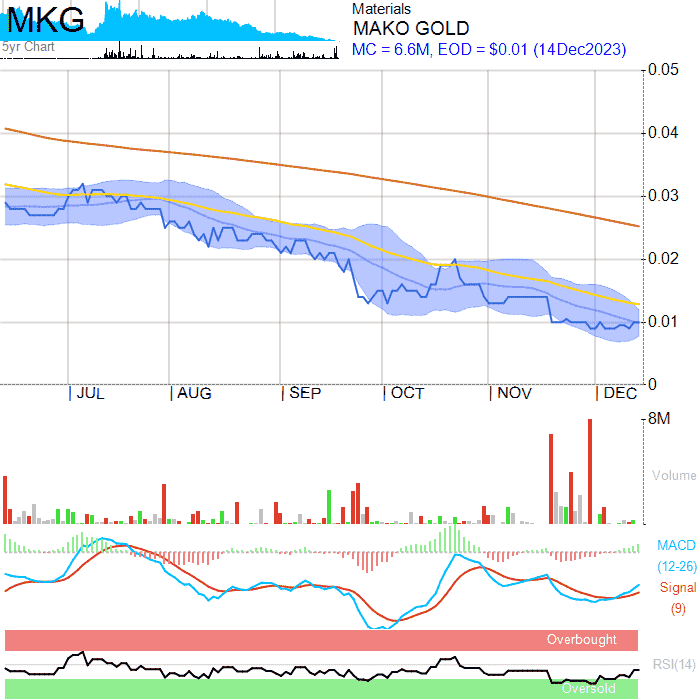 MKG
5yr Chart
Materials
MAKO GOLD
MC = 6.6M, EOD = $0.01 (14Dec2023)
0.05
0.04
0.03
0.02
0.01
0
| JUL | AUG | SEP | OCT | NOV | DEC
8M
Volume
MACD
(12-26)
Signal
(9)
Overbought
RSI(14)
Oversold